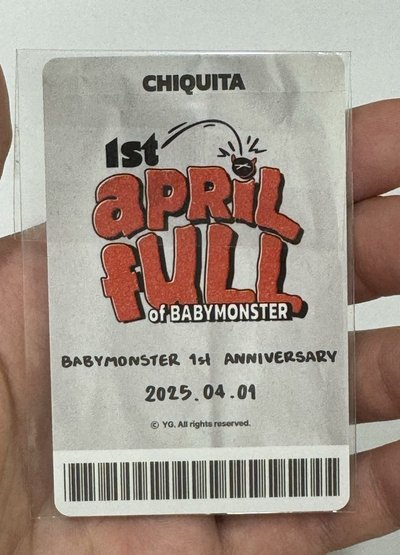 CHIQUITA
1st
APRIL
FULL
of BABYMONSTER
BABYMONSTER 1st ANNIVERSARY
2025.04.01
© YG. All rights reserved.